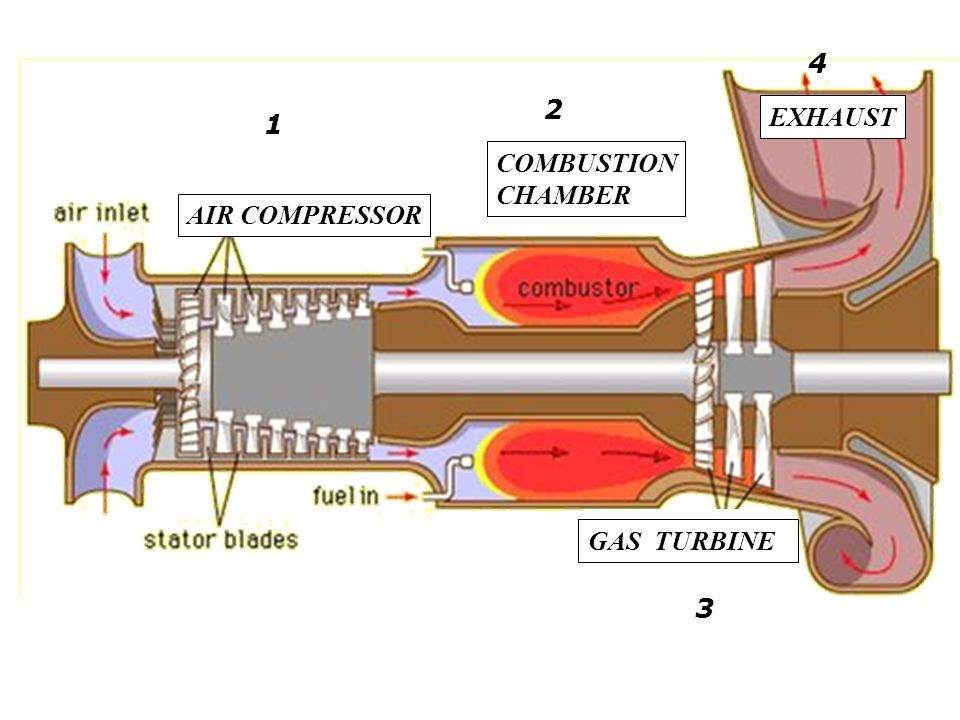 4
EXHAUST
2
1
COMBUSTION
CHAMBER
air inlet
AIR COMPRESSOR
combustor
fuel in
stator blades
GAS TURBINE
3